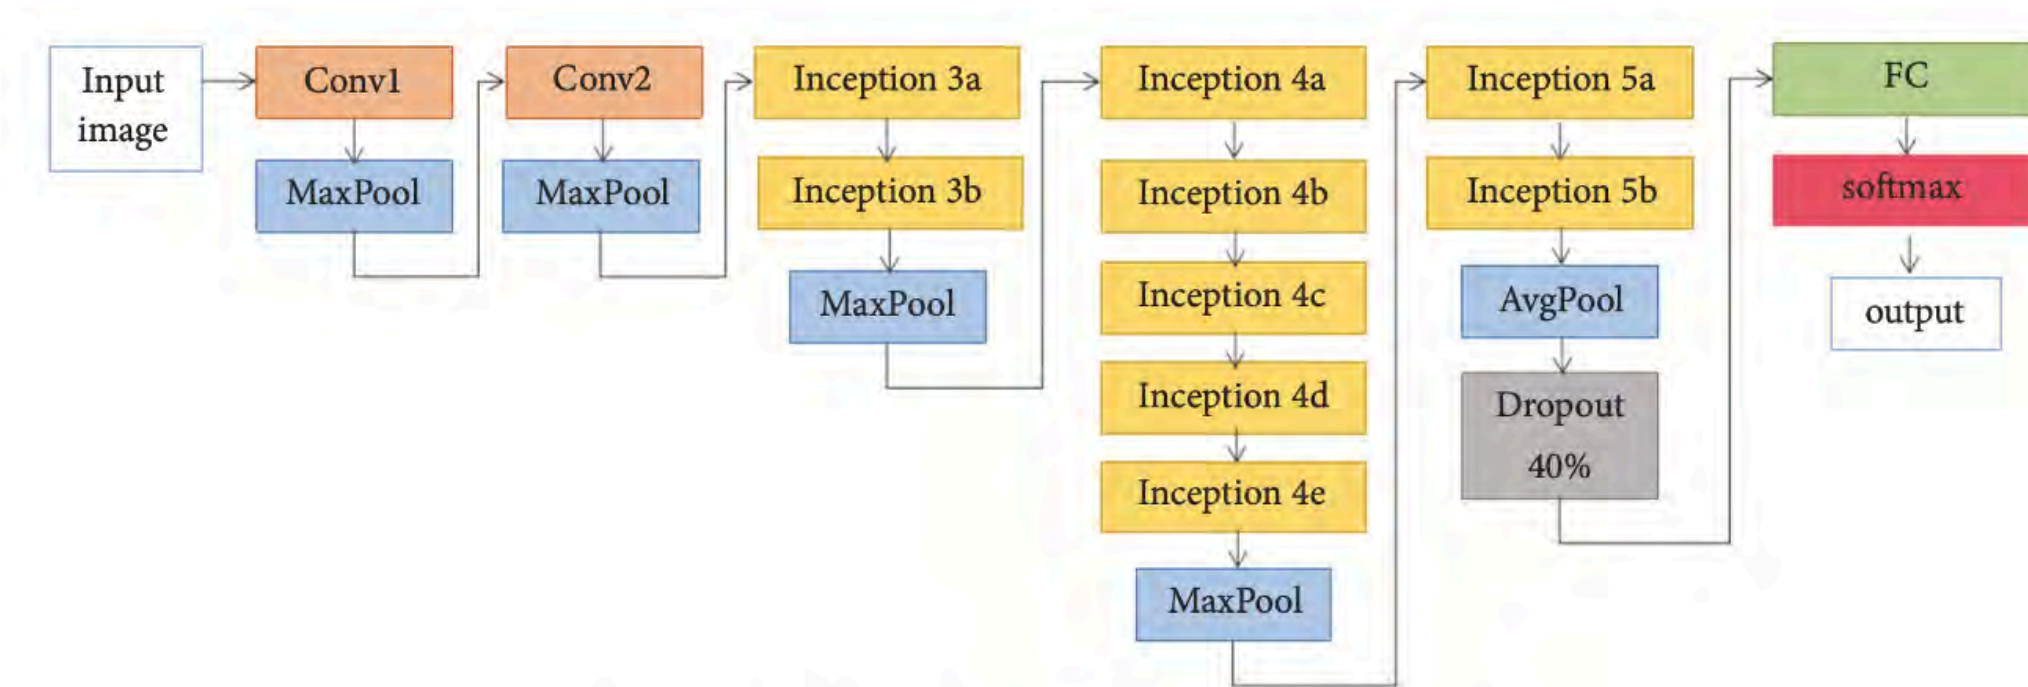 Input
image
Conv1
MaxPool
Conv2
MaxPool
Inception 3a
Inception 3b
MaxPool
Inception 4a
Inception 4b
Inception 4c
Inception 4d
Inception 4e
MaxPool
Inception 5a
Inception 5b
AvgPool
Dropout
40%
FC
softmax
output